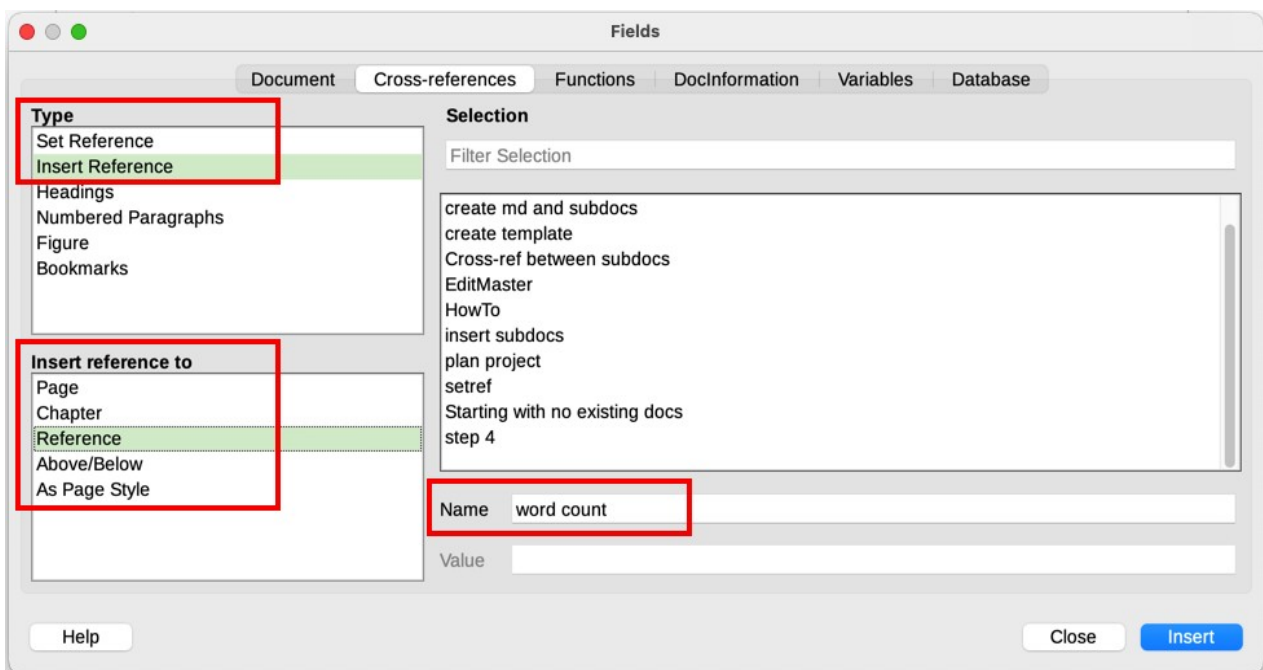 Fields
Document Cross-references Functions DocInformation Variables Database
Type
Set Reference
Insert Reference
Headings
Numbered Paragraphs
Figure
Bookmarks
Insert reference to
Page
Chapter
Reference
Above/Below
As Page Style
Selection
Filter Selection
create md and subdocs
create template
Cross-ref between subdocs
EditMaster
HowTo
insert subdocs
plan project
setref
Starting with no existing docs
step 4
Name word count
Value
Help Close Insert